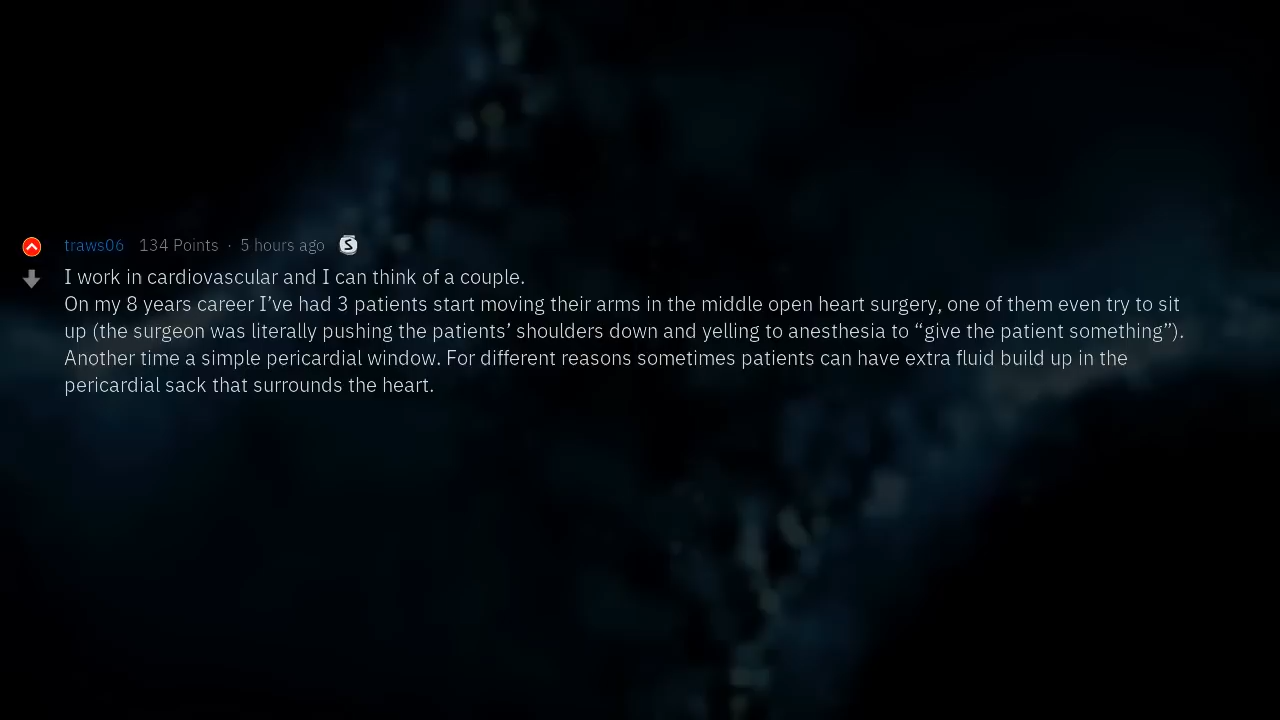 traws06 134 Points · 5 hours ago S
I work in cardiovascular and I can think of a couple.
On my 8 years career I’ve had 3 patients start moving their arms in the middle open heart surgery, one of them even try to sit
up (the surgeon was literally pushing the patients’ shoulders down and yelling to anesthesia to “give the patient something”).
Another time a simple pericardial window. For different reasons sometimes patients can have extra fluid build up in the
pericardial sack that surrounds the heart.